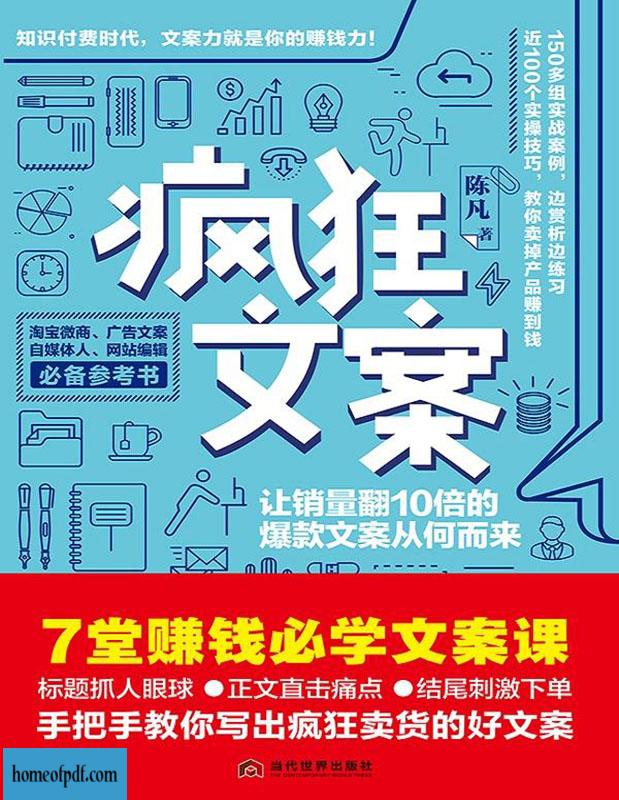 知识付费时代，文案力就是你的赚钱力！
150多组实战案例，边赏析边练习
近100个实操技巧，教你卖掉产品赚到钱
陈凡 著
疯狂
文案
淘宝微商、广告文案
自媒体人、网站编辑
必备参考书
让销量翻10倍的
爆款文案从何而来
7堂赚钱必学文案课
标题抓人眼球 ●正文直击痛点 ●结尾刺激下单
手把手教你写出疯狂卖货的好文案
当代世界出版社
THE CONTEMPORARY WORLD PRESS
homeofpdf.com